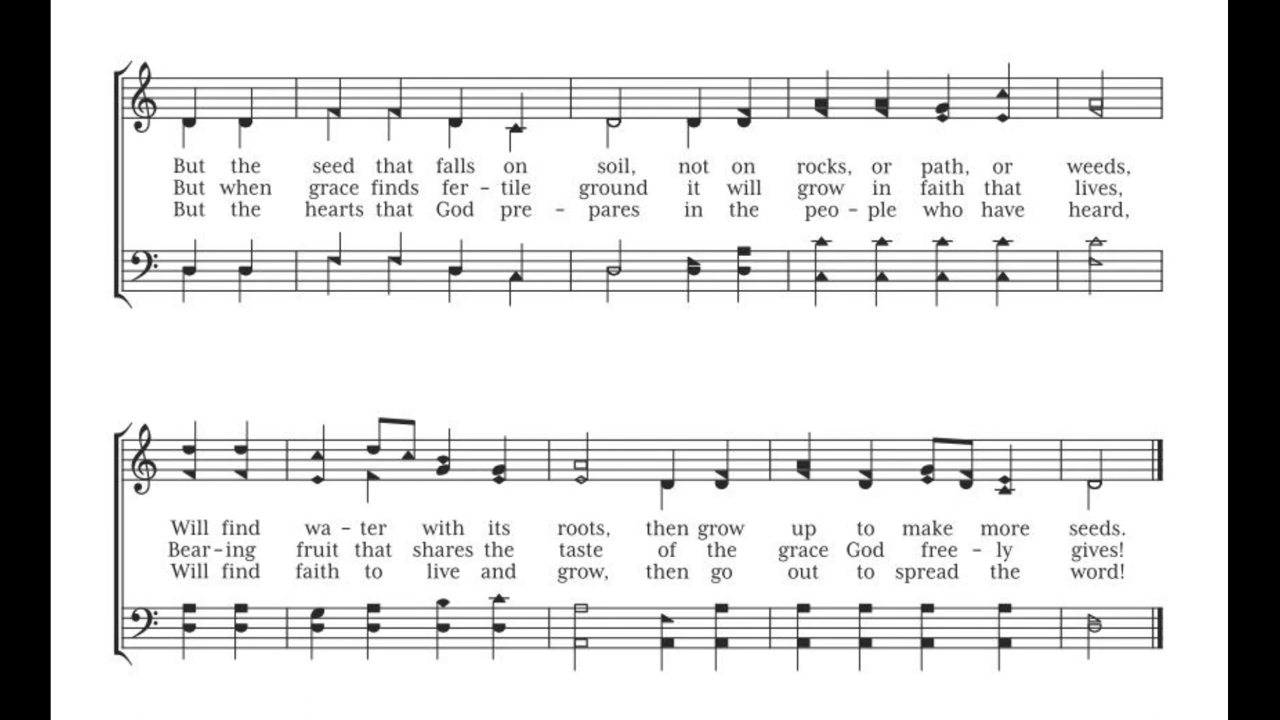 But the seed that falls on soil, not on rocks, or path, or weeds,
But when grace finds fer – tile ground it will grow in faith that lives,
But the hearts that God pre – pares in the peo – ple who have heard,
Will find wa – ter with its roots, then grow up to make more seeds.
Bear – ing fruit that shares the taste of the grace God free – ly gives!
Will find faith to live and grow, then go out to spread the word!